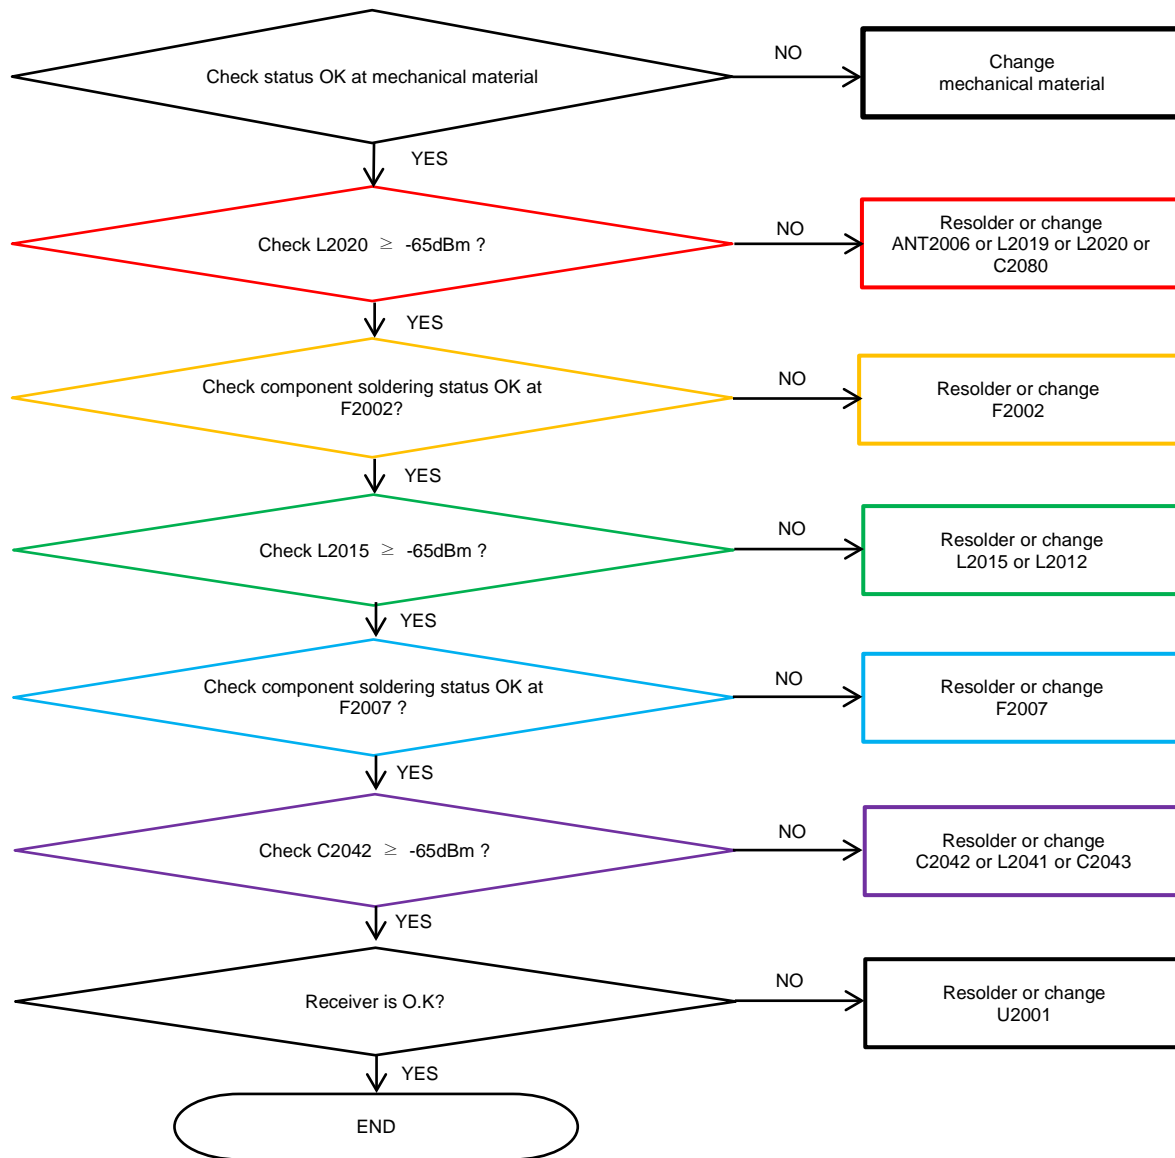 Check status OK at mechanical material
NO
Change
mechanical material
YES
Check L2020 ≥ -65dBm ?
NO
Resolder or change
ANT2006 or L2019 or L2020 or
C2080
YES
Check component soldering status OK at
F2002?
NO
Resolder or change
F2002
YES
Check L2015 ≥ -65dBm ?
NO
Resolder or change
L2015 or L2012
YES
Check component soldering status OK at
F2007 ?
NO
Resolder or change
F2007
YES
Check C2042 ≥ -65dBm ?
NO
Resolder or change
C2042 or L2041 or C2043
YES
Receiver is O.K?
NO
Resolder or change
U2001
YES
END